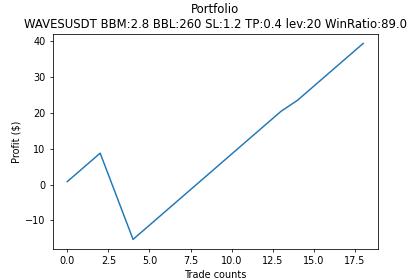 Portfolio
WAVESUSDT BBM:2.8 BBL:260 SL:1.2 TP:0.4 lev:20 WinRatio:89.0
40
30
20
10
0
−10
Profit ($)
0.0 2.5 5.0 7.5 10.0 12.5 15.0 17.5
Trade counts